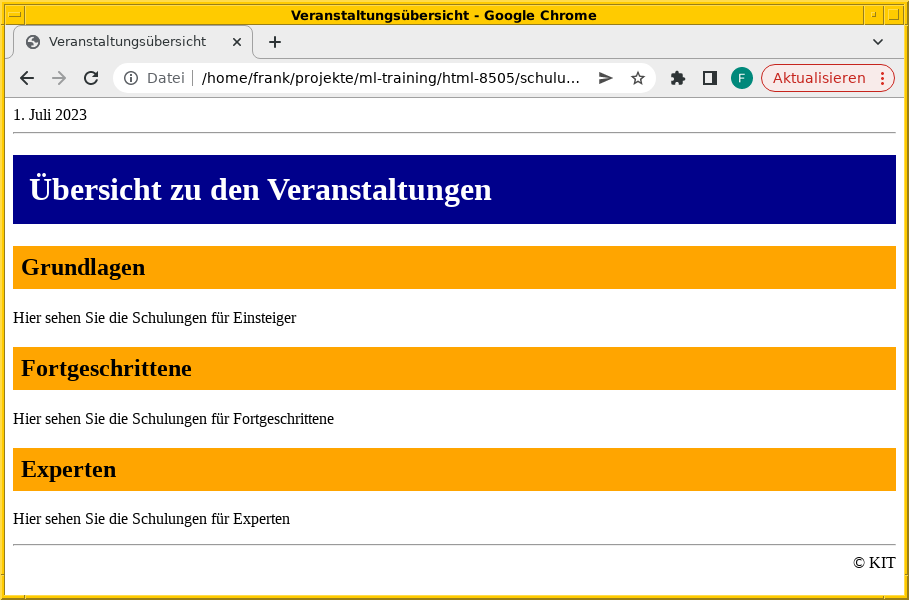 Veranstaltungsübersicht - Google Chrome
Veranstaltungsübersicht
Datei /home/frank/projekte/ml-training/html-8505/schulu... F Aktualisieren
1. Juli 2023
Übersicht zu den Veranstaltungen
Grundlagen
Hier sehen Sie die Schulungen für Einsteiger
Fortgeschrittene
Hier sehen Sie die Schulungen für Fortgeschrittene
Experten
Hier sehen Sie die Schulungen für Experten
© KIT